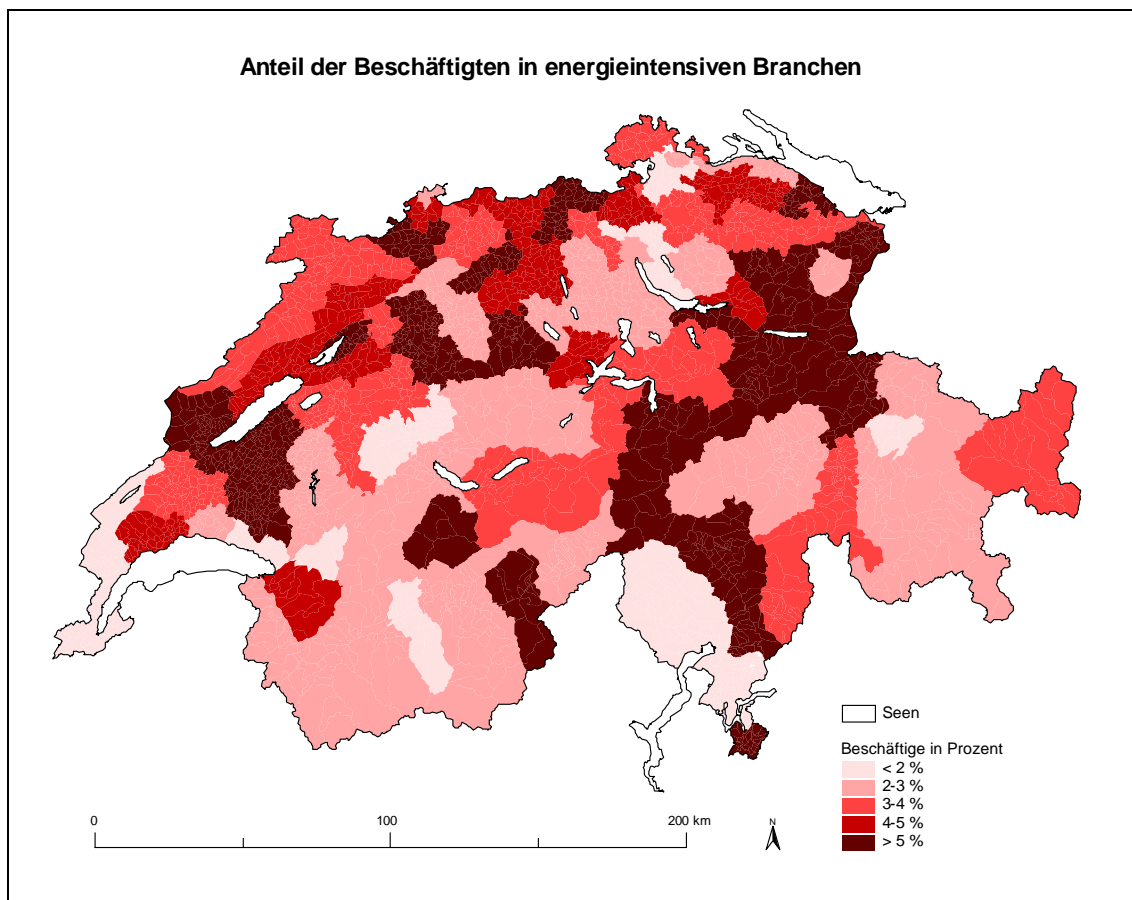 Anteil der Beschäftigten in energieintensiven Branchen
Seen
Beschäftige in Prozent
< 2 %
2-3 %
3-4 %
4-5 %
> 5 %
0 100 200 km
N